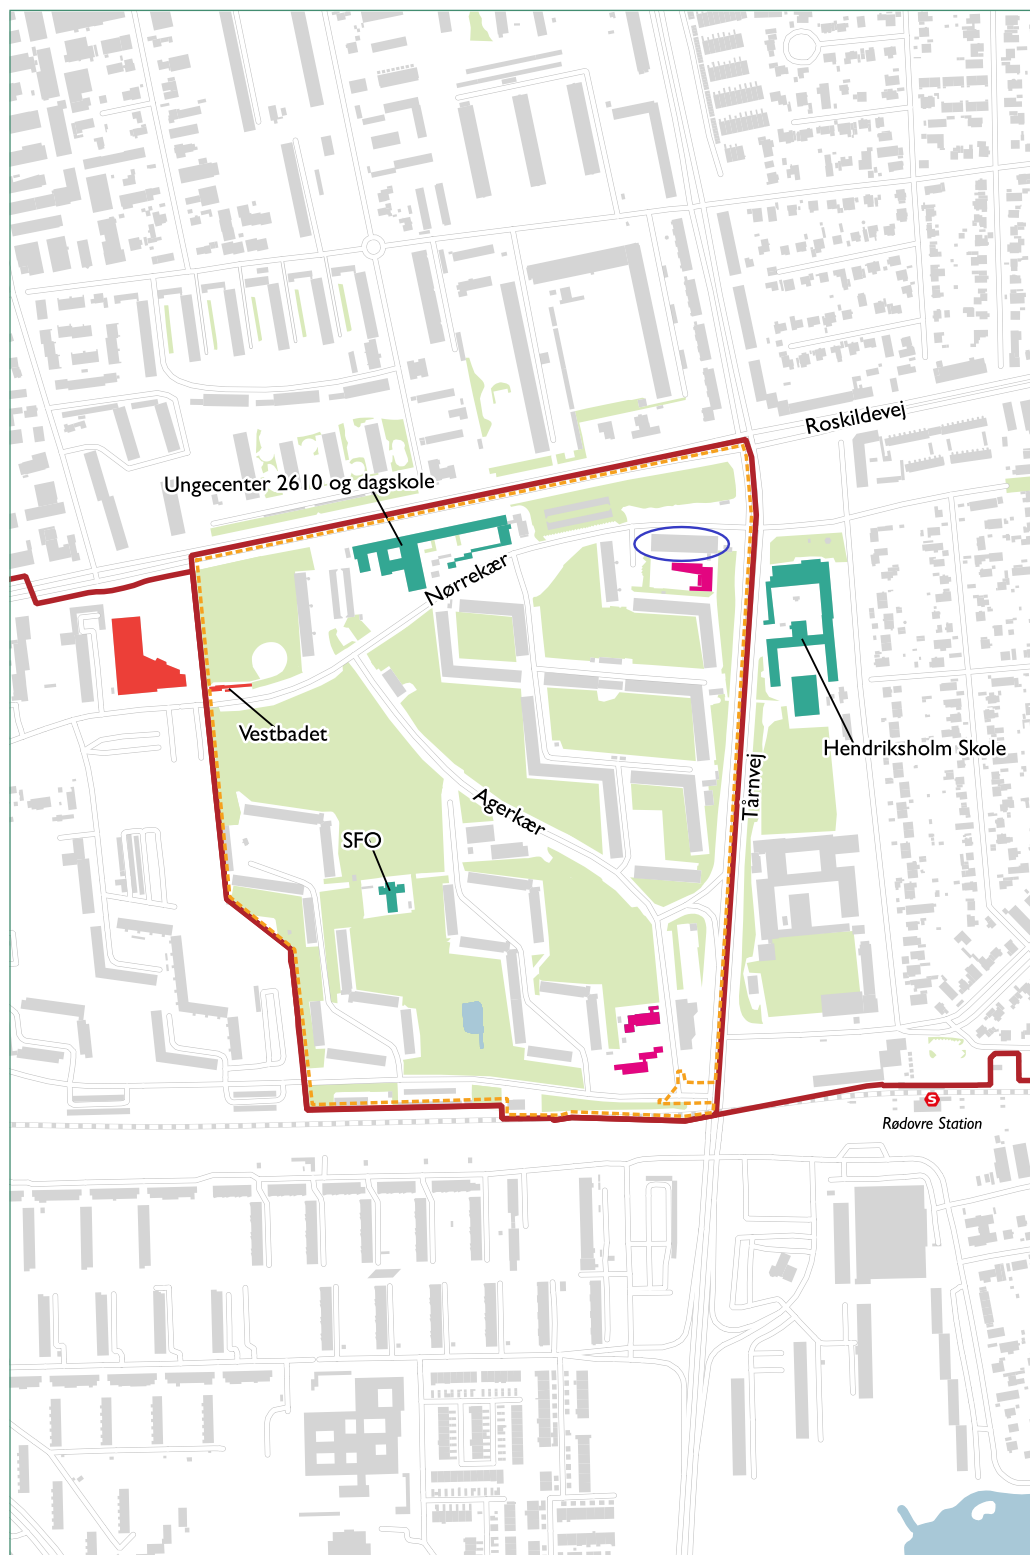 Roskildevej
Ungecenter 2610 og dagskole
Nørrekær
Vestbadet
Hendriksholm Skole
Tårnvej
Agerkær
SFO
S
Rødovre Station